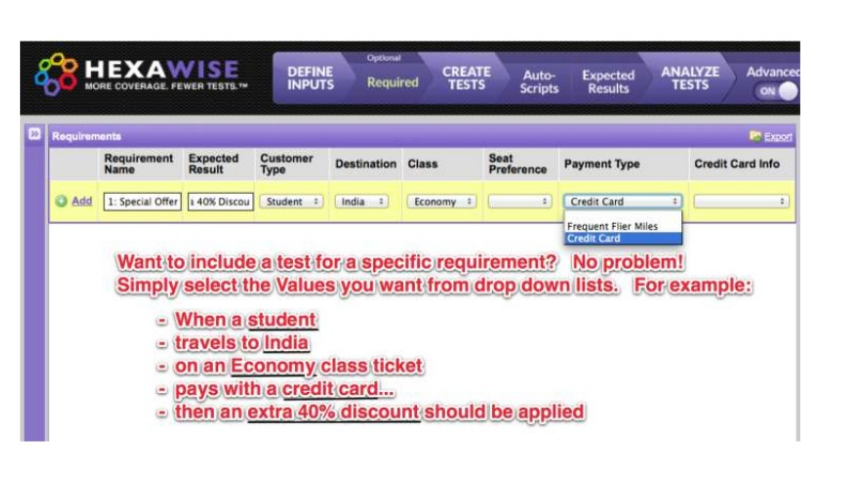 HEXAWISE
MORE COVERAGE. FEWER TESTS.™
DEFINE INPUTS
Optional
Required
CREATE TESTS
Auto-Scripts
Expected Results
ANALYZE TESTS
Advanced
ON
Requirements
Export
Requirement Name Expected Result Customer Type Destination Class Seat Preference Payment Type Credit Card Info
Add 1: Special Offer 40% Discou Student India Economy Credit Card
Frequent Flier Miles
Credit Card
Want to include a test for a specific requirement? No problem!
Simply select the Values you want from drop down lists. For example:
- When a student
- travels to India
- on an Economy class ticket
- pays with a credit card...
- then an extra 40% discount should be applied